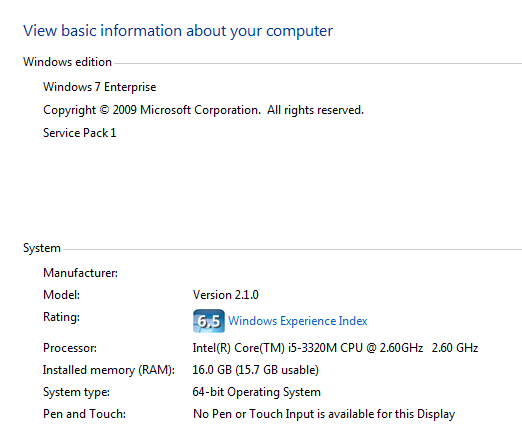 View basic information about your computer
Windows edition
Windows 7 Enterprise
Copyright © 2009 Microsoft Corporation. All rights reserved.
Service Pack 1
System
Manufacturer:
Model: Version 2.1.0
Rating: 6.5 Windows Experience Index
Processor: Intel(R) Core(TM) i5-3320M CPU @ 2.60GHz 2.60 GHz
Installed memory (RAM): 16.0 GB (15.7 GB usable)
System type: 64-bit Operating System
Pen and Touch: No Pen or Touch Input is available for this Display